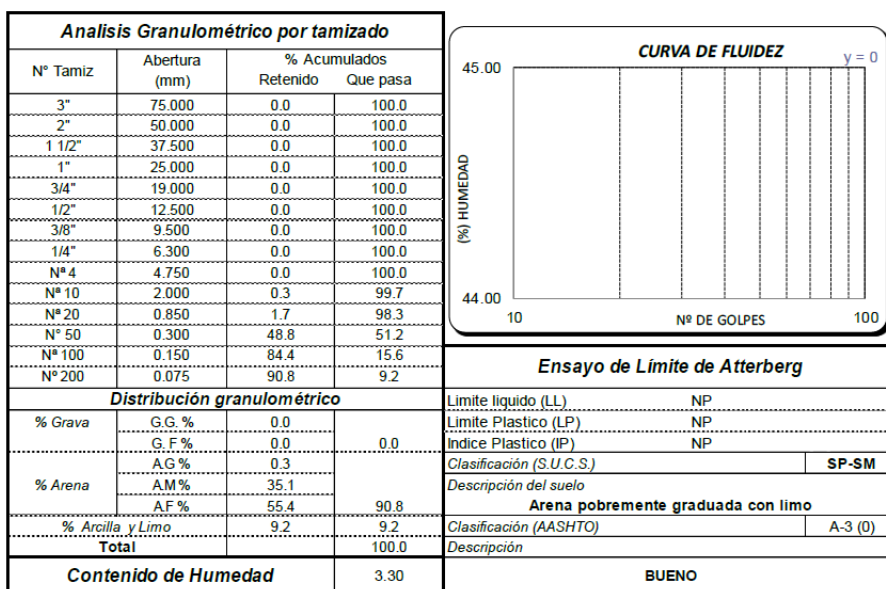 Analisis Granulométrico por tamizado
N° Tamiz Abertura (mm) % Acumulados
Retenido Que pasa
3" 75.000 0.0 100.0
2" 50.000 0.0 100.0
1 1/2" 37.500 0.0 100.0
1" 25.000 0.0 100.0
3/4" 19.000 0.0 100.0
1/2" 12.500 0.0 100.0
3/8" 9.500 0.0 100.0
1/4" 6.300 0.0 100.0
Nª 4 4.750 0.0 100.0
Nª 10 2.000 0.3 99.7
Nª 20 0.850 1.7 98.3
N° 50 0.300 48.8 51.2
Nª 100 0.150 84.4 15.6
Nº 200 0.075 90.8 9.2
Distribución granulométrico
% Grava G.G. % 0.0
G. F % 0.0 0.0
A.G % 0.3
% Arena A.M % 35.1
A.F % 55.4 90.8
% Arcilla y Limo 9.2 9.2
Total 100.0
Contenido de Humedad 3.30
CURVA DE FLUIDEZ
y = 0
45.00
(%) HUMEDAD
44.00
10 Nº DE GOLPES 100
Ensayo de Límite de Atterberg
Limite liquido (LL) NP
Limite Plastico (LP) NP
Indice Plastico (IP) NP
Clasificación (S.U.C.S.) SP-SM
Descripción del suelo
Arena pobremente graduada con limo
Clasificación (AASHTO) A-3 (0)
Descripción
BUENO